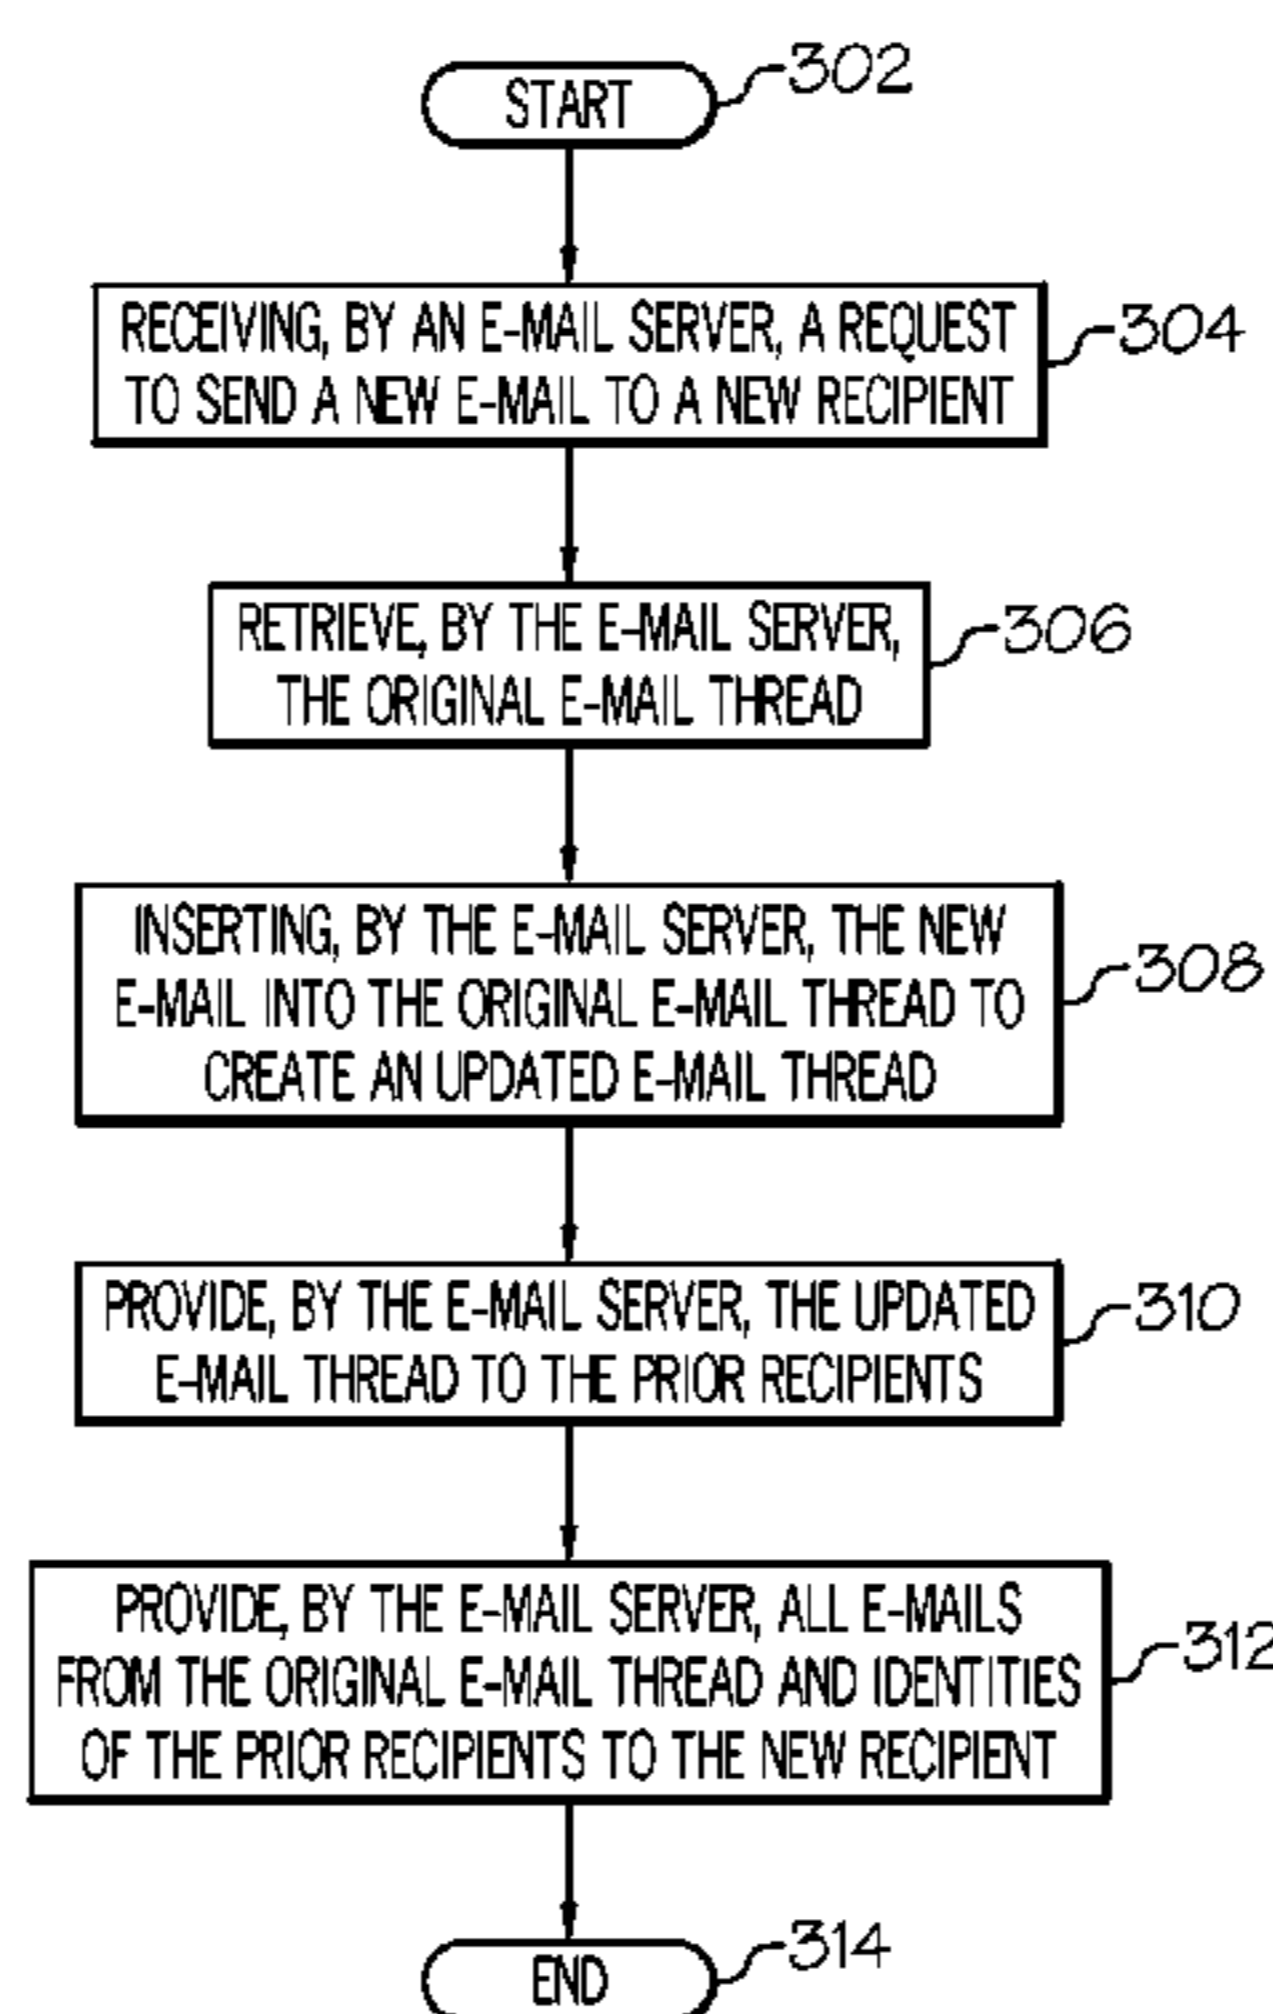 START
302
RECEIVING, BY AN E-MAIL SERVER, A REQUEST
TO SEND A NEW E-MAIL TO A NEW RECIPIENT
304
RETRIEVE, BY THE E-MAIL SERVER,
THE ORIGINAL E-MAIL THREAD
306
INSERTING, BY THE E-MAIL SERVER, THE NEW
E-MAIL INTO THE ORIGINAL E-MAIL THREAD TO
CREATE AN UPDATED E-MAIL THREAD
308
PROVIDE, BY THE E-MAIL SERVER, THE UPDATED
E-MAIL THREAD TO THE PRIOR RECIPIENTS
310
PROVIDE, BY THE E-MAIL SERVER, ALL E-MAILS
FROM THE ORIGINAL E-MAIL THREAD AND IDENTITIES
OF THE PRIOR RECIPIENTS TO THE NEW RECIPIENT
312
END
314